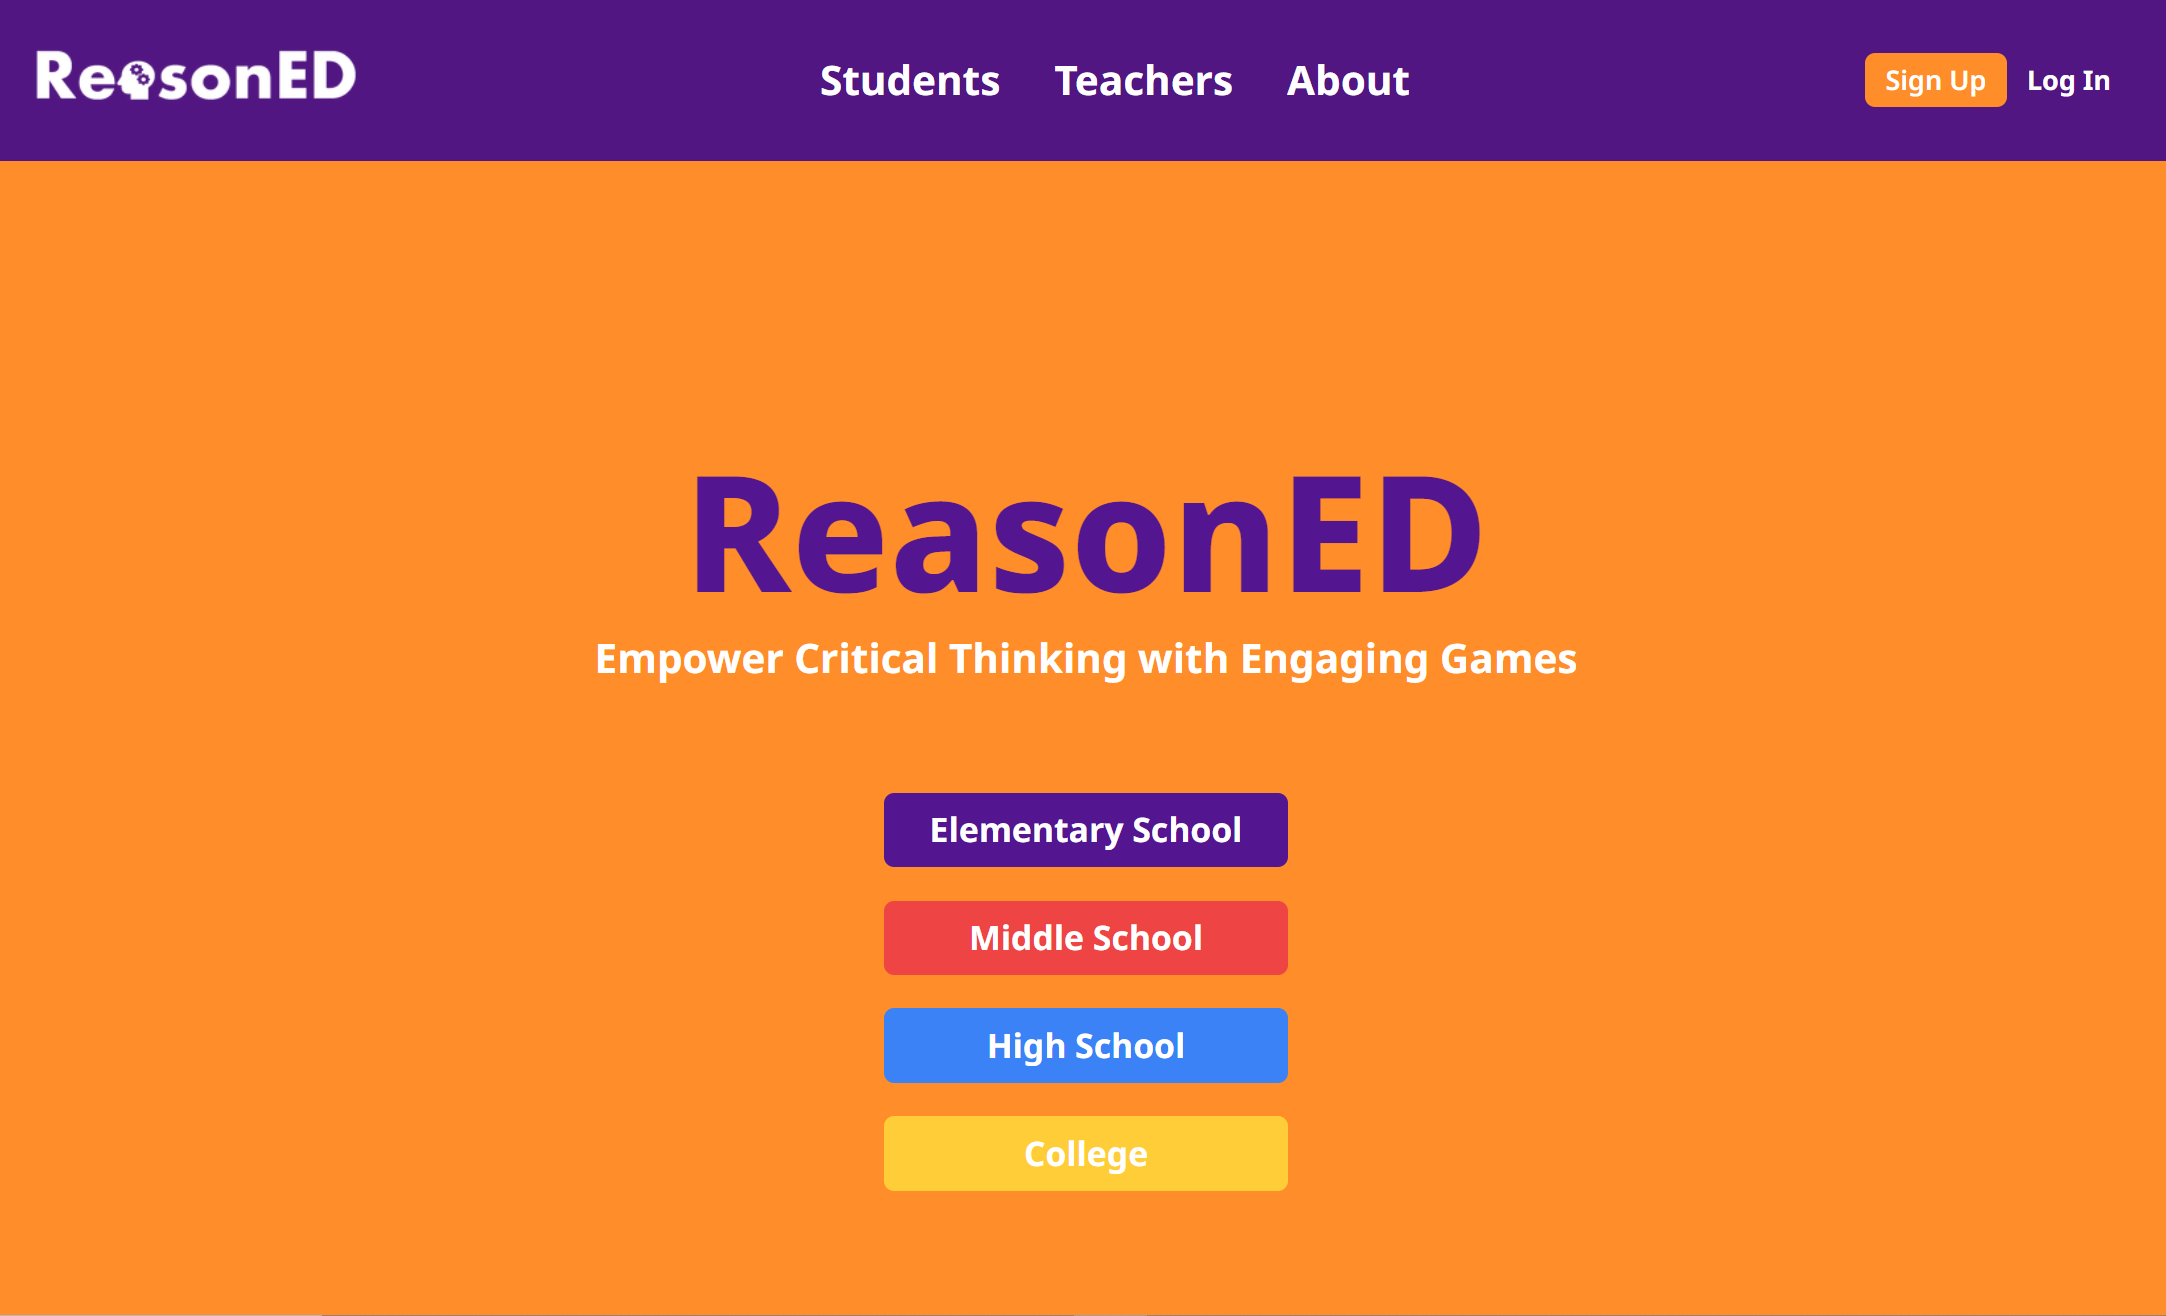 ReasonED
Students Teachers About
Sign Up Log In
ReasonED
Empower Critical Thinking with Engaging Games
Elementary School
Middle School
High School
College